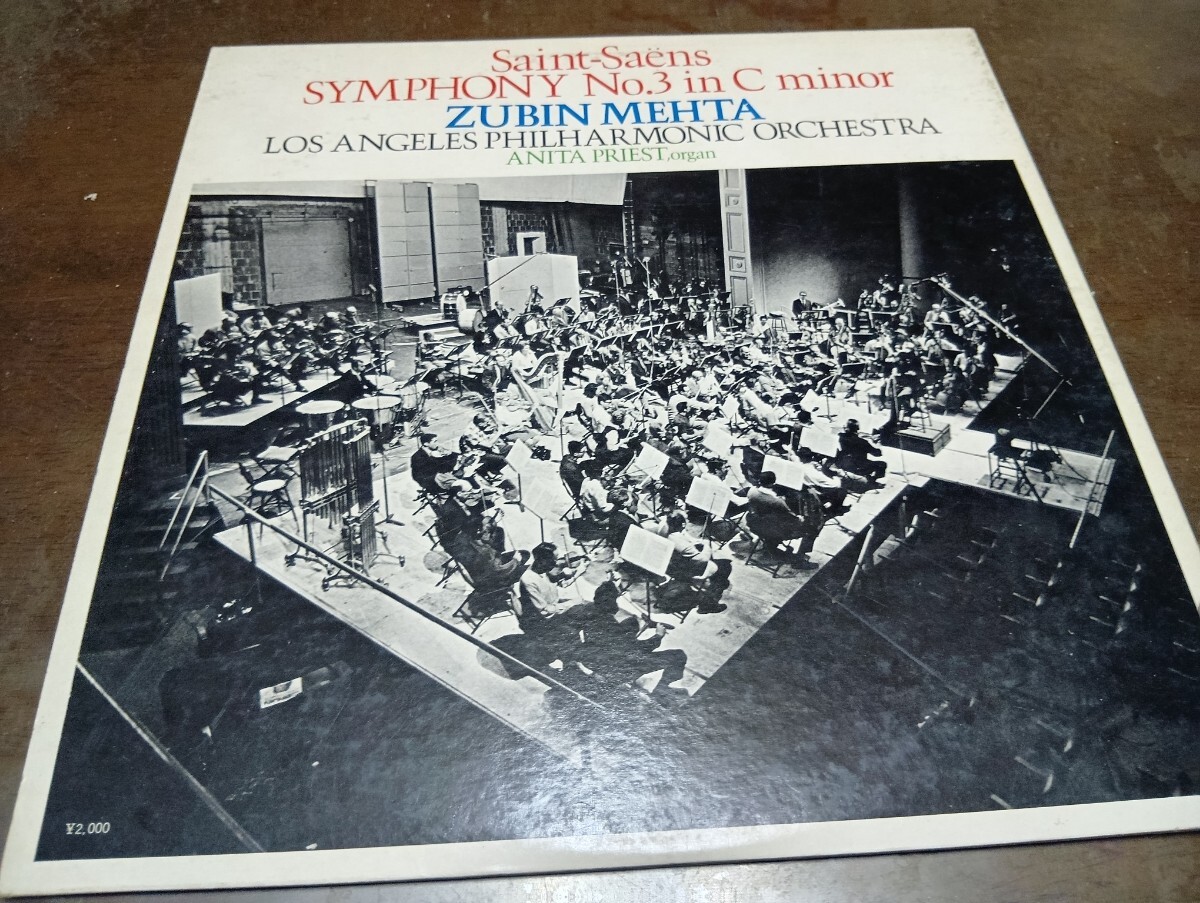 Saint-Saëns
SYMPHONY No.3 in C minor
ZUBIN MEHTA
LOS ANGELES PHILHARMONIC ORCHESTRA
ANITA PRIEST, organ
¥2,000